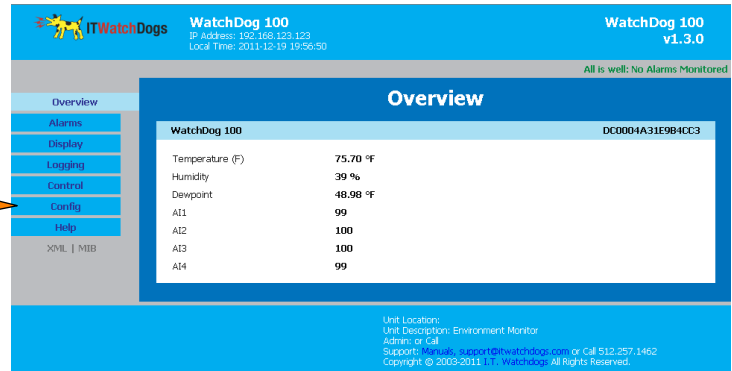 ITWatchDogs
WatchDog 100
IP Address: 192.168.123.123
Local Time: 2011-12-19 19:56:50
WatchDog 100
v1.3.0
All is well: No Alarms Monitored
Overview
Alarms
Display
Logging
Control
Config
Help
XML | MIB
Overview
WatchDog 100 DC0004A31E9B4CC3
Temperature (F) 75.70 °F
Humidity 39 %
Dewpoint 48.98 °F
AI1 99
AI2 100
AI3 100
AI4 99
Unit Location:
Unit Description: Environment Monitor
Admin: or Call
Support: Manuals, support@itwatchdogs.com or Call 512.257.1462
Copyright © 2003-2011 I.T. Watchdogs All Rights Reserved.